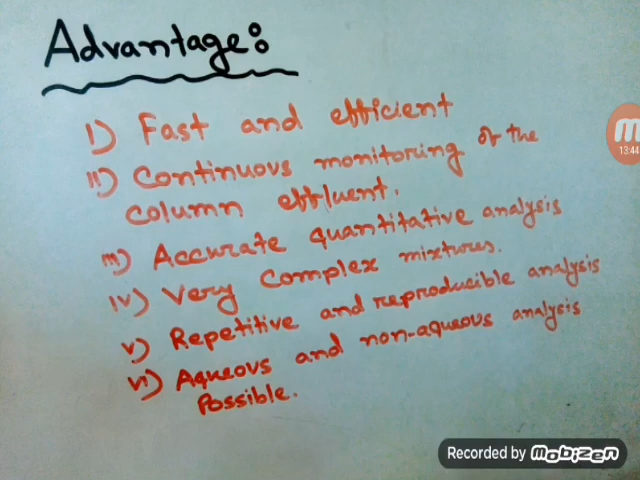 Advantage:
I) Fast and efficient
II) Continuous monitoring of the
column effluent.
III) Accurate quantitative analysis
IV) Very Complex mixtures.
V) Repetitive and reproducible analysis
VI) Aqueous and non-aqueous analysis
Possible.
M
13:44
Recorded by mobizen